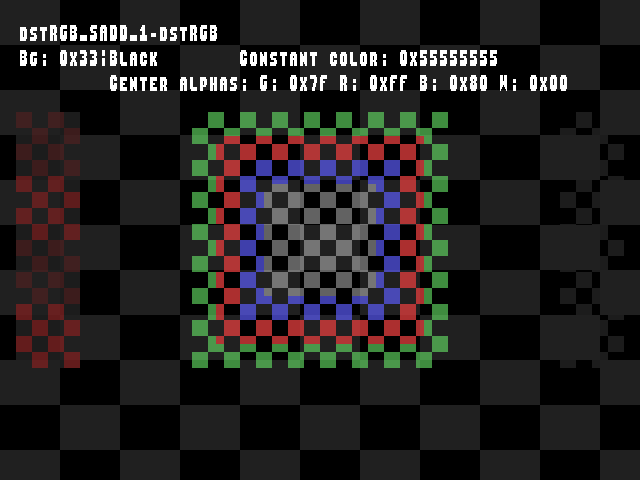 dstRGB_SADD_1-dstRGB
Bg: 0x33|Black Constant color: 0x55555555
Center alphas: G: 0x7f R: 0xff B: 0x80 W: 0x00